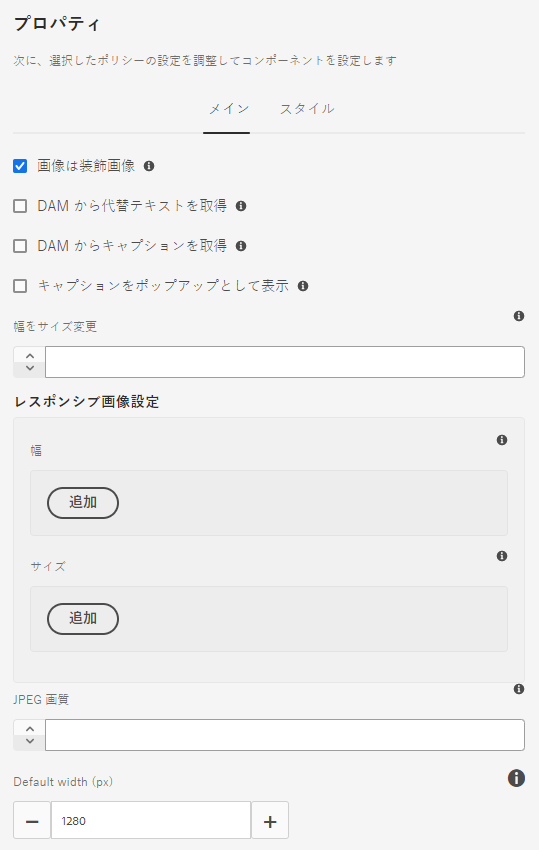 プロパティ
次に、選択したポリシーの設定を調整してコンポーネントを設定します
メイン スタイル
画像は装飾画像
DAM から代替テキストを取得
DAM からキャプションを取得
キャプションをポップアップとして表示
幅をサイズ変更
レスポンシブ画像設定
幅
追加
サイズ
追加
JPEG 画質
Default width (px)
1280